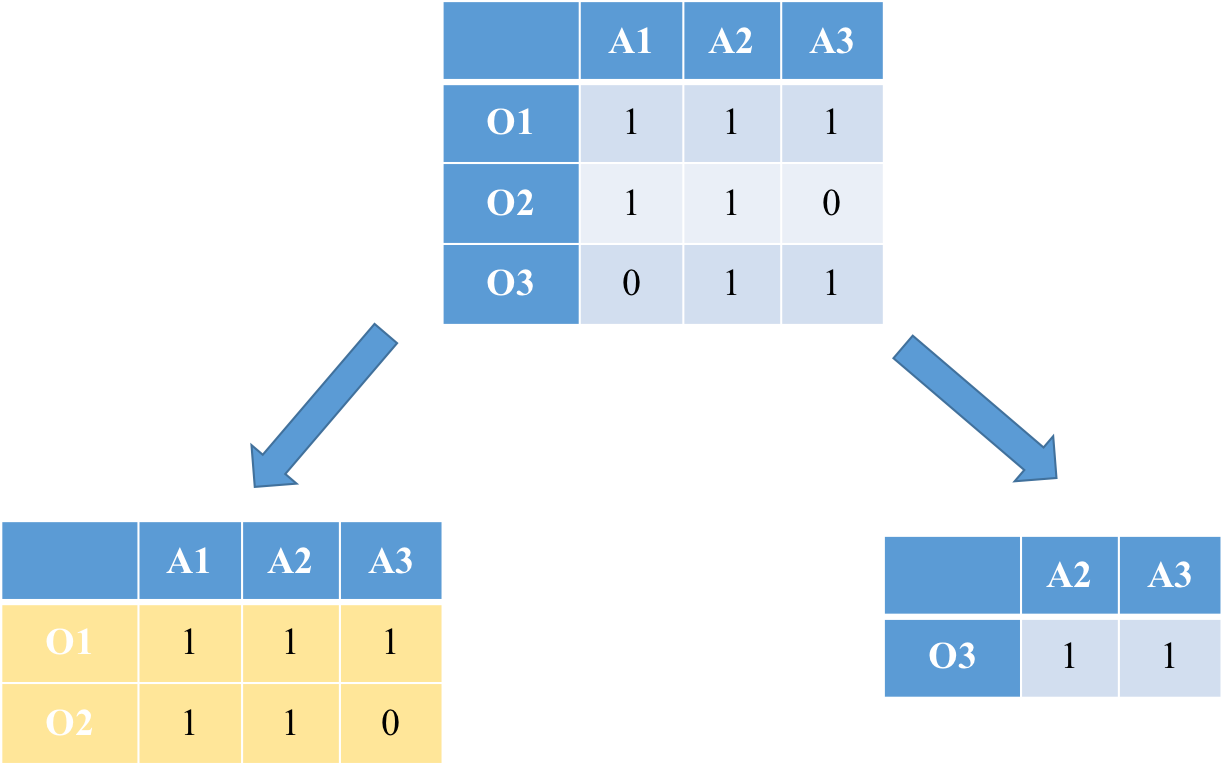 A1 A2 A3
O1 1 1 1
O2 1 1 0
O3 0 1 1
A1 A2 A3
O1 1 1 1
O2 1 1 0
A2 A3
O3 1 1